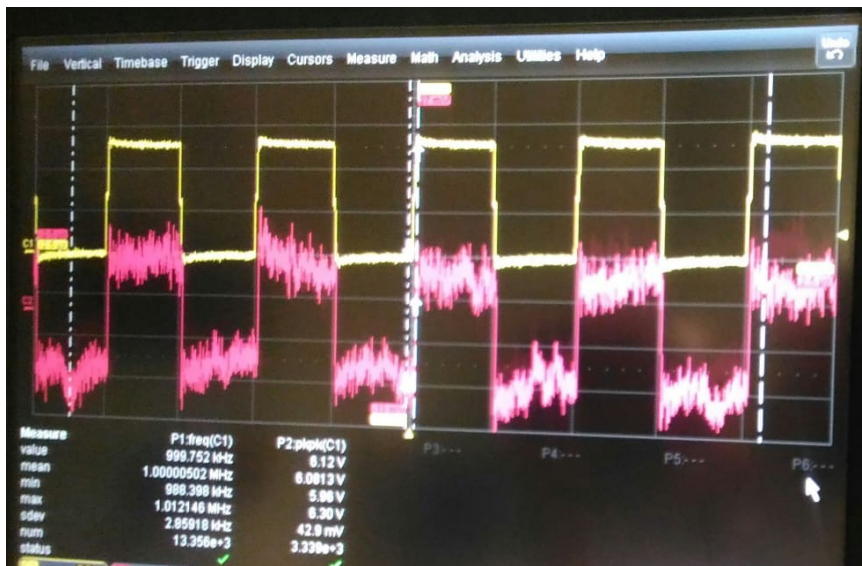 File Vertical Timebase Trigger Display Cursors Measure Math Analysis Utilities Help Undo
C1
C2
Measure P1:freq(C1) P2:pkpk(C1) P3:--- P4:--- P5:--- P6:---
value 999.752 kHz 6.12 V
mean 1.00000502 MHz 6.0813 V
min 988.398 kHz 5.96 V
max 1.012146 MHz 6.30 V
sdev 2.85918 kHz 42.9 mV
num 13.356e+3 3.339e+3
status